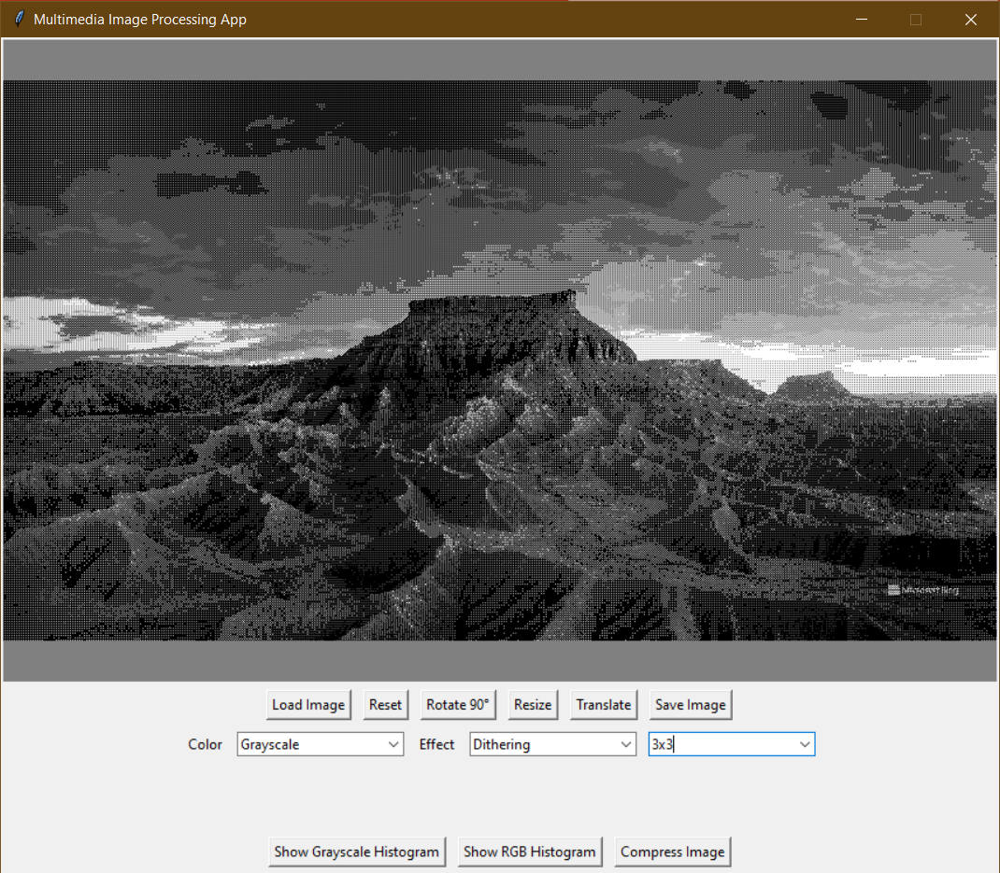 Multimedia Image Processing App
Microsoft Bing
Load Image Reset Rotate 90° Resize Translate Save Image
Color Grayscale Effect Dithering 3x3
Show Grayscale Histogram Show RGB Histogram Compress Image